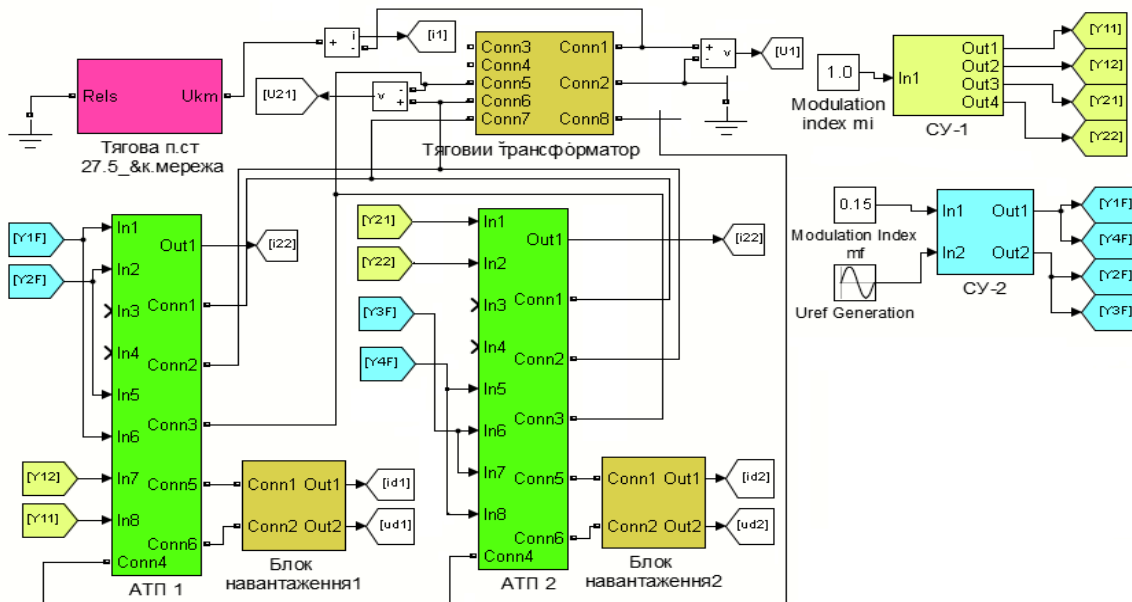 +
-
i
[i1]
Conn3
Conn4
Conn5
Conn6
Conn7
Conn1
Conn2
Conn8
+
-
v
[U1]
[U21]
v
-
+
Rels
Ukm
Тягова п.ст
27.5_&к.мережа
Тяговий трансформатор
1.0
Modulation
index mi
In1
Out1
Out2
Out3
Out4
СУ-1
[Y11]
[Y12]
[Y21]
[Y22]
0.15
Modulation Index
mf
Uref Generation
In1
In2
Out1
Out2
СУ-2
[Y1F]
[Y4F]
[Y2F]
[Y3F]
[Y1F]
[Y2F]
[Y12]
[Y11]
In1
In2
In3
In4
In5
In6
In7
In8
Out1
Conn1
Conn2
Conn3
Conn5
Conn6
Conn4
АТП 1
[i22]
Conn1
Out1
Conn2
Out2
[id1]
[ud1]
Блок
навантаження1
[Y21]
[Y22]
[Y3F]
[Y4F]
In1
In2
In3
In4
In5
In6
In7
In8
Out1
Conn1
Conn2
Conn3
Conn5
Conn6
Conn4
АТП 2
[i22]
Conn1
Out1
Conn2
Out2
[id2]
[ud2]
Блок
навантаження2